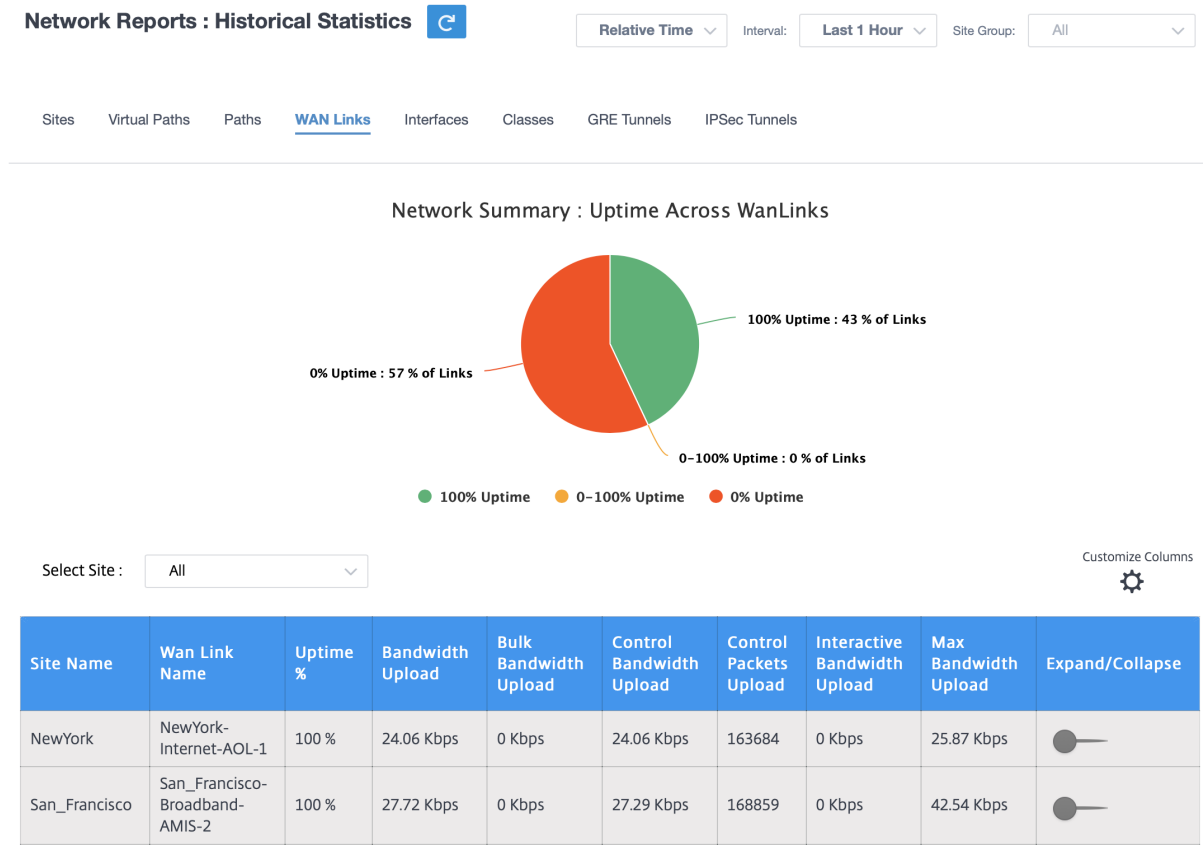 Network Reports : Historical Statistics
Relative Time
Interval:
Last 1 Hour
Site Group:
All
Sites
Virtual Paths
Paths
WAN Links
Interfaces
Classes
GRE Tunnels
IPSec Tunnels
Network Summary : Uptime Across WanLinks
100% Uptime : 43 % of Links
0% Uptime : 57 % of Links
0-100% Uptime : 0 % of Links
100% Uptime
0-100% Uptime
0% Uptime
Select Site :
All
Customize Columns
Site Name
Wan Link
Name
Uptime
%
Bandwidth
Upload
Bulk
Bandwidth
Upload
Control
Bandwidth
Upload
Control
Packets
Upload
Interactive
Bandwidth
Upload
Max
Bandwidth
Upload
Expand/Collapse
NewYork
NewYork-
Internet-AOL-1
100 %
24.06 Kbps
0 Kbps
24.06 Kbps
163684
0 Kbps
25.87 Kbps
San_Francisco
San_Francisco-
Broadband-
AMIS-2
100 %
27.72 Kbps
0 Kbps
27.29 Kbps
168859
0 Kbps
42.54 Kbps